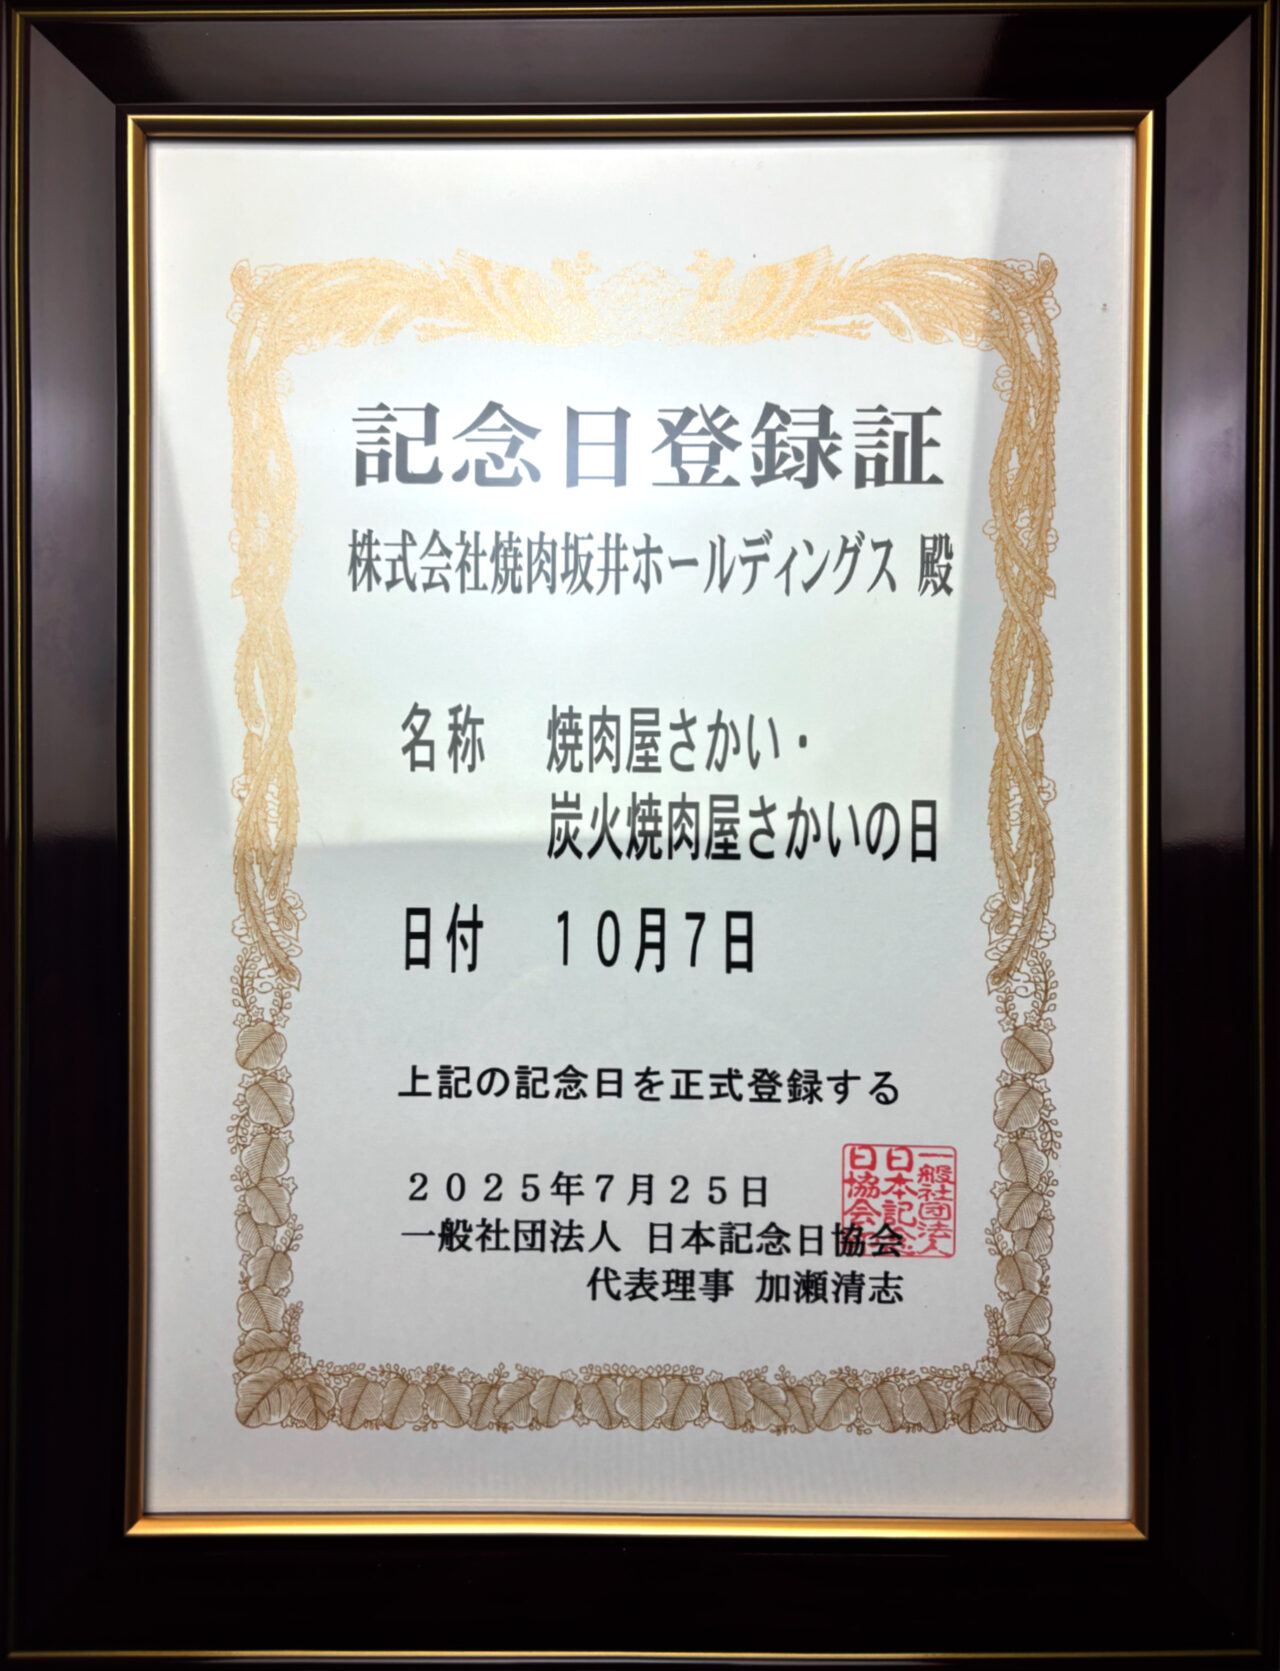 記念日登録証
株式会社焼肉坂井ホールディングス 殿
名称 焼肉屋さかい・
炭火焼肉屋さかいの日
日付 １０月７日
上記の記念日を正式登録する
２０２５年７月２５日
一般社団法人 日本記念日協会
代表理事 加瀬清志
一般社団法人
日本記念
日協会